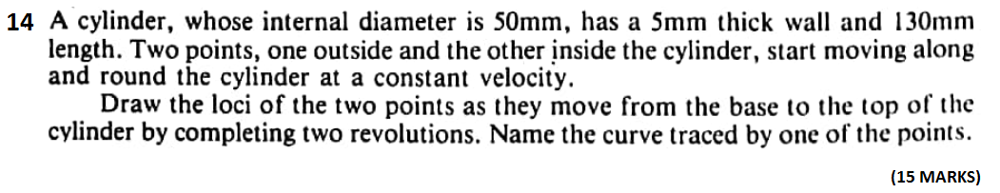 14 A cylinder, whose internal diameter is 50mm, has a 5mm thick wall and 130mm
length. Two points, one outside and the other inside the cylinder, start moving along
and round the cylinder at a constant velocity.
Draw the loci of the two points as they move from the base to the top of the
cylinder by completing two revolutions. Name the curve traced by one of the points.
(15 MARKS)